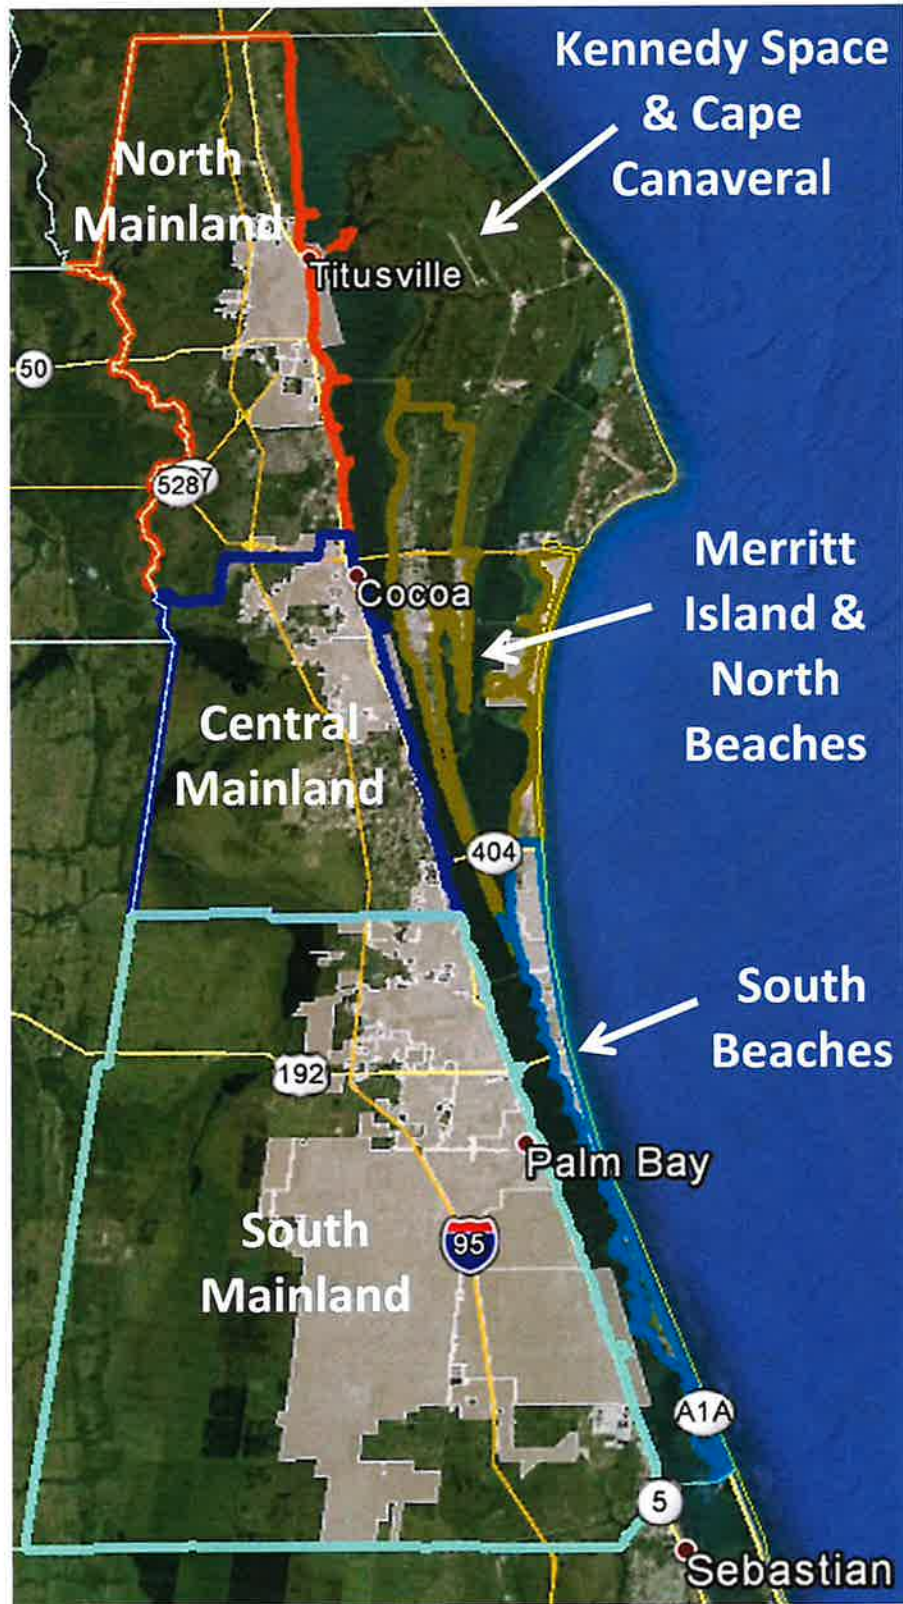 Kennedy Space
& Cape
Canaveral
North
Mainland
Titusville
50
528
Merritt
Island &
North
Beaches
Cocoa
Central
Mainland
404
South
Beaches
192
Palm Bay
South
Mainland
95
A1A
5
Sebastian